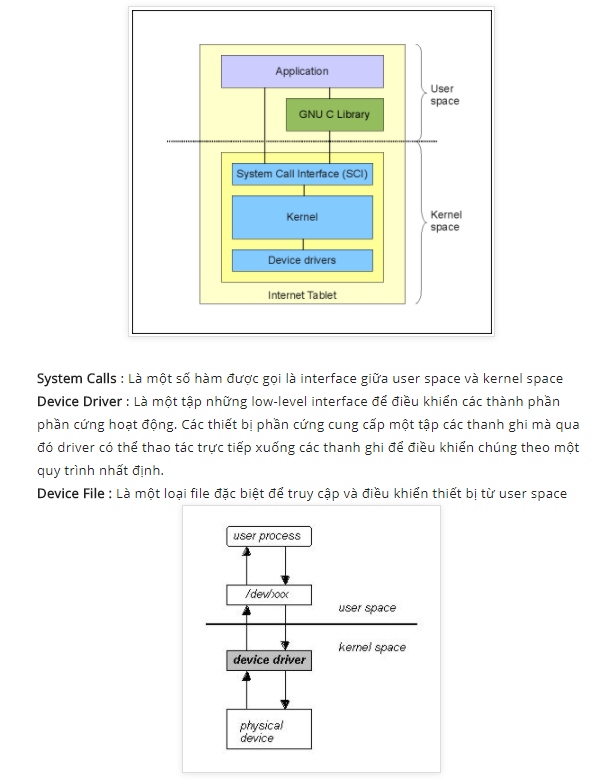 Application
User
space
GNU C Library
System Call Interface (SCI)
Kernel
Kernel
space
Device drivers
Internet Tablet
System Calls : Là một số hàm được gọi là interface giữa user space và kernel space
Device Driver : Là một tập những low-level interface để điều khiển các thành phần
phần cứng hoạt động. Các thiết bị phần cứng cung cấp một tập các thanh ghi mà qua
đó driver có thể thao tác trực tiếp xuống các thanh ghi để điều khiển chúng theo một
quy trình nhất định.
Device File : Là một loại file đặc biệt để truy cập và điều khiển thiết bị từ user space
user process
/dev/xxx
user space
kernel space
device driver
physical
device